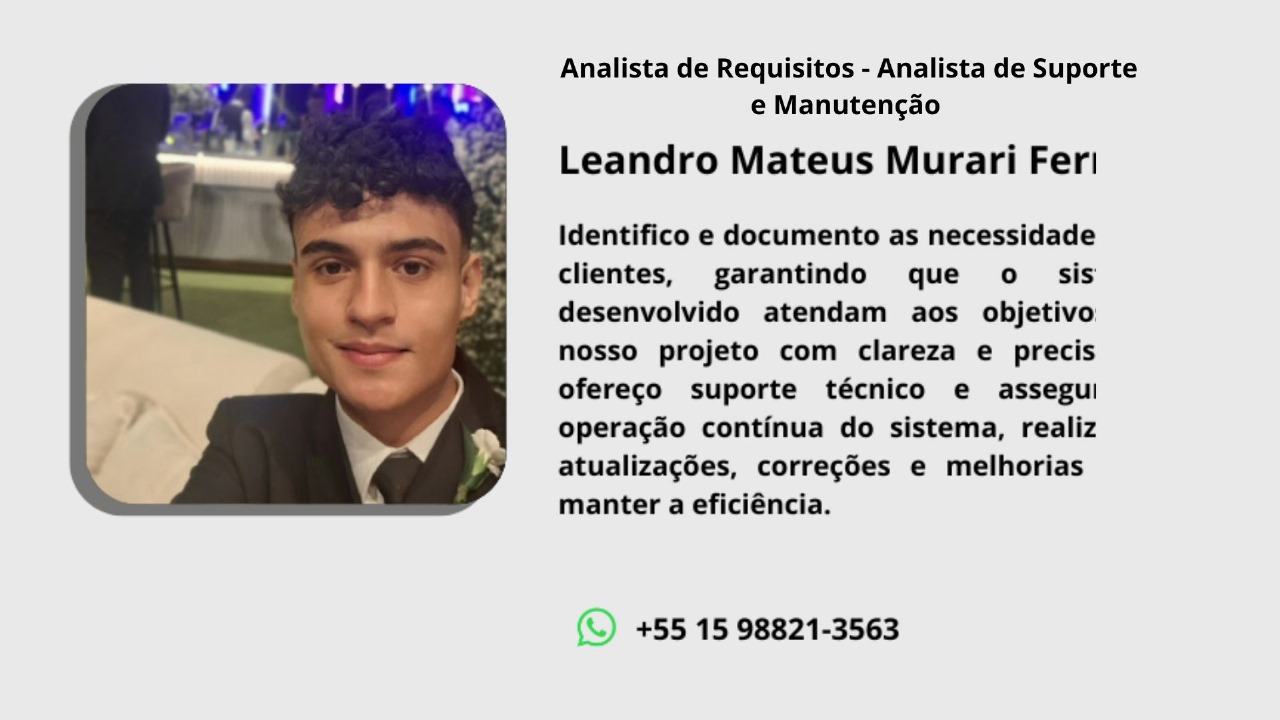 Analista de Requisitos - Analista de Suporte
e Manutenção
Leandro Mateus Murari
Identifico e documento as
clientes, garantindo que o
desenvolvido atendam aos
nosso projeto com clareza e
ofereço suporte técnico e
operação contínua do sistema,
atualizações, correções e melhorias
manter a eficiência.
+55 15 98821-3563